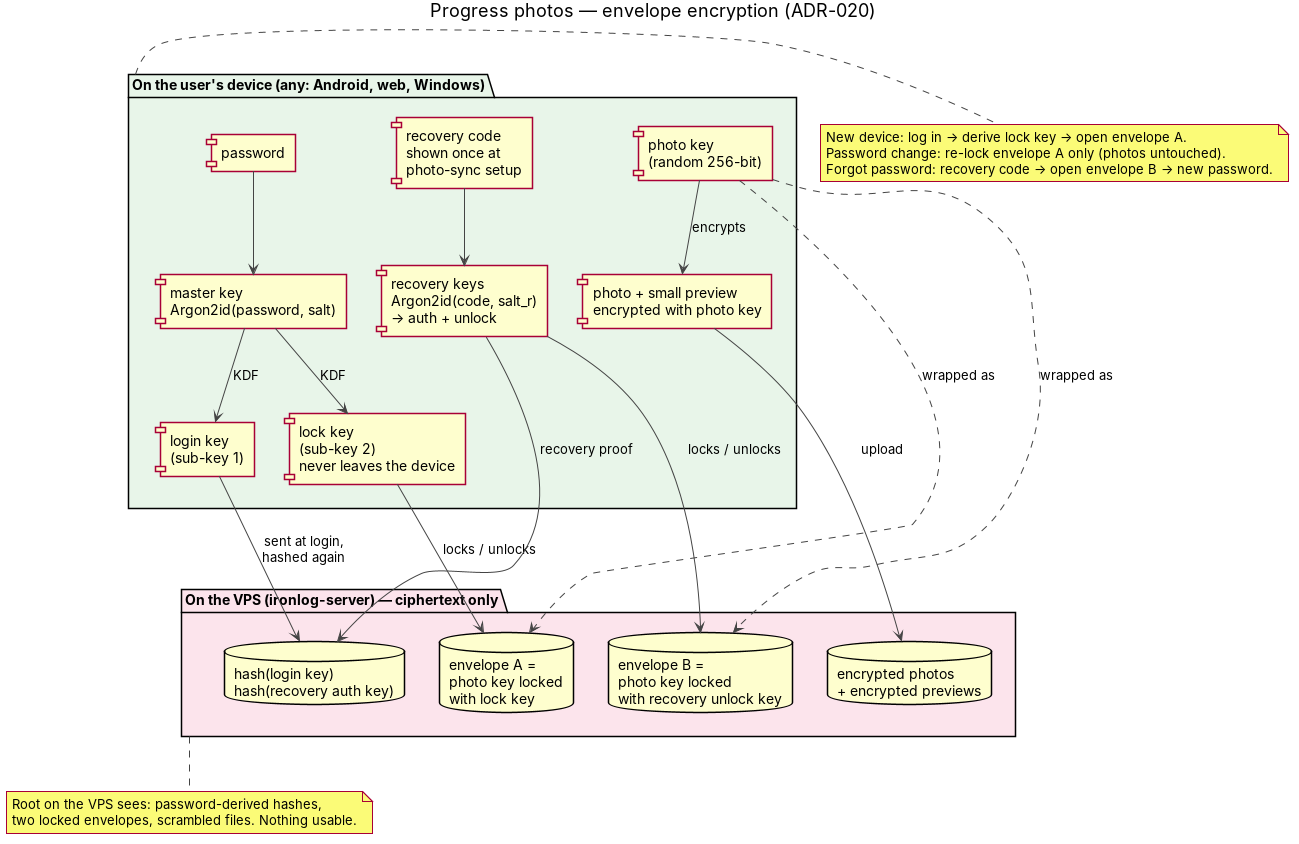 Progress photos — envelope encryption (ADR-020)
On the user's device (any: Android, web, Windows)
New device: log in → derive lock key → open envelope A.
Password change: re-lock envelope A only (photos untouched).
Forgot password: recovery code → open envelope B → new password.
password
recovery code
shown once at
photo-sync setup
photo key
(random 256-bit)
encrypts
master key
Argon2id(password, salt)
recovery keys
Argon2id(code, salt_r)
→ auth + unlock
photo + small preview
encrypted with photo key
KDF
KDF
wrapped as
wrapped as
login key
(sub-key 1)
lock key
(sub-key 2)
never leaves the device
recovery proof
locks / unlocks
upload
sent at login,
hashed again
locks / unlocks
On the VPS (ironlog-server) — ciphertext only
hash(login key)
hash(recovery auth key)
envelope A =
photo key locked
with lock key
envelope B =
photo key locked
with recovery unlock key
encrypted photos
+ encrypted previews
Root on the VPS sees: password-derived hashes,
two locked envelopes, scrambled files. Nothing usable.